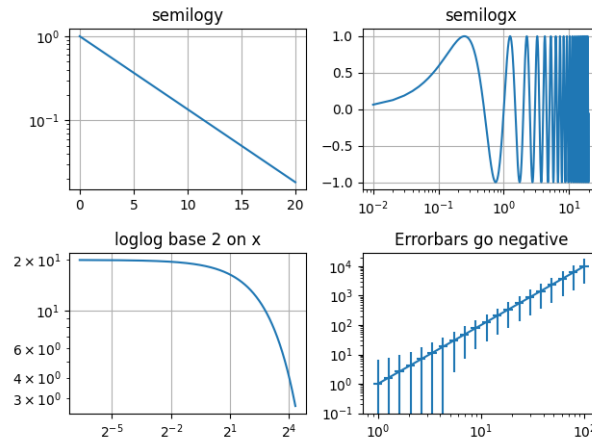 semilogy
10⁰
10⁻¹
0 5 10 15 20
semilogx
1.0
0.5
0.0
−0.5
−1.0
10⁻² 10⁻¹ 10⁰ 10¹
loglog base 2 on x
2 × 10¹
10¹
6 × 10⁰
4 × 10⁰
3 × 10⁰
2⁻⁵ 2⁻² 2¹ 2⁴
Errorbars go negative
10⁴
10³
10²
10¹
10⁰
10⁻¹
10⁰ 10¹ 10²